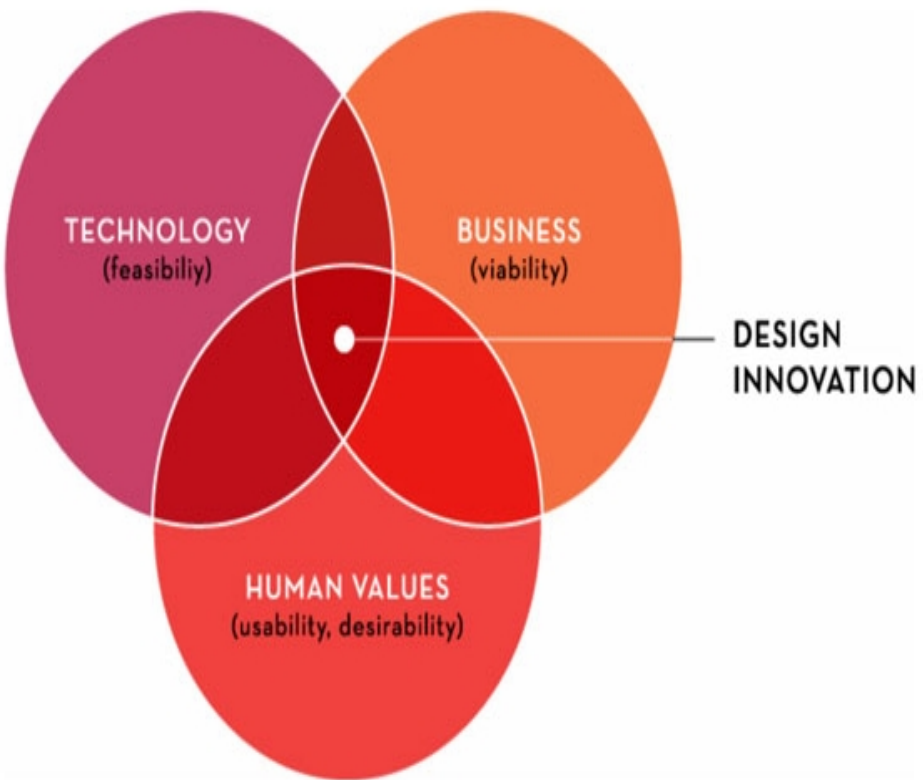 TECHNOLOGY
(feasibiliy)
BUSINESS
(viability)
DESIGN
INNOVATION
HUMAN VALUES
(usability, desirability)